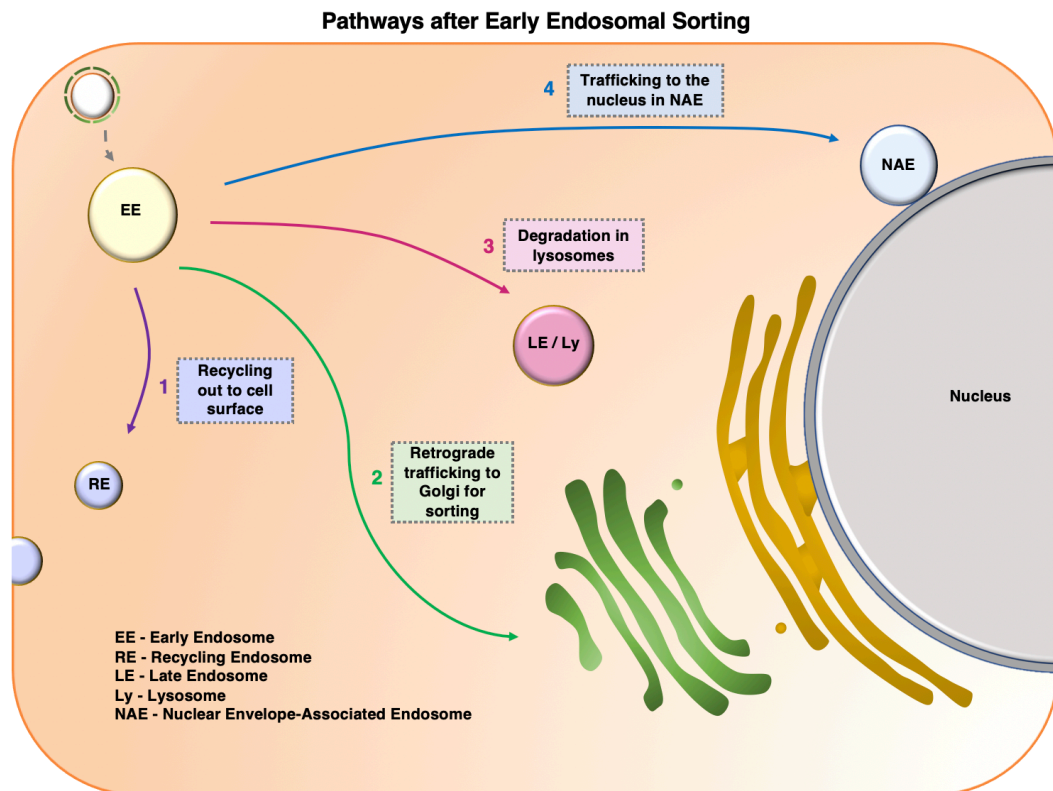 Pathways after Early Endosomal Sorting
4
Trafficking to the
nucleus in NAE
NAE
EE
3
Degradation in
lysosomes
LE / Ly
1
Recycling
out to cell
surface
Nucleus
RE
2
Retrograde
trafficking to
Golgi for
sorting
EE - Early Endosome
RE - Recycling Endosome
LE - Late Endosome
Ly - Lysosome
NAE - Nuclear Envelope-Associated Endosome